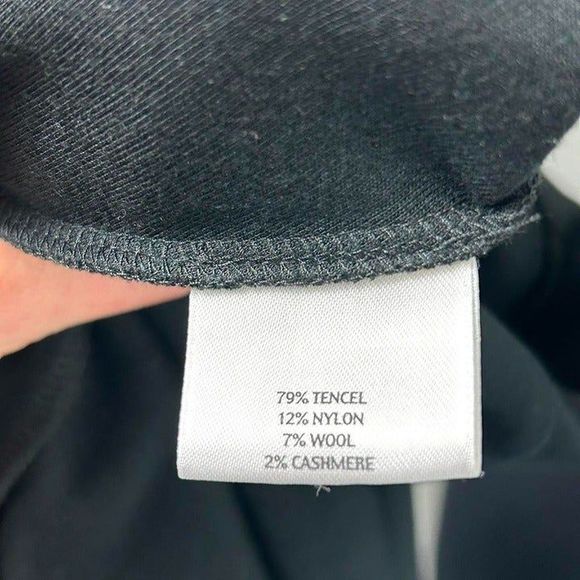 79% TENCEL
12% NYLON
7% WOOL
2% CASHMERE